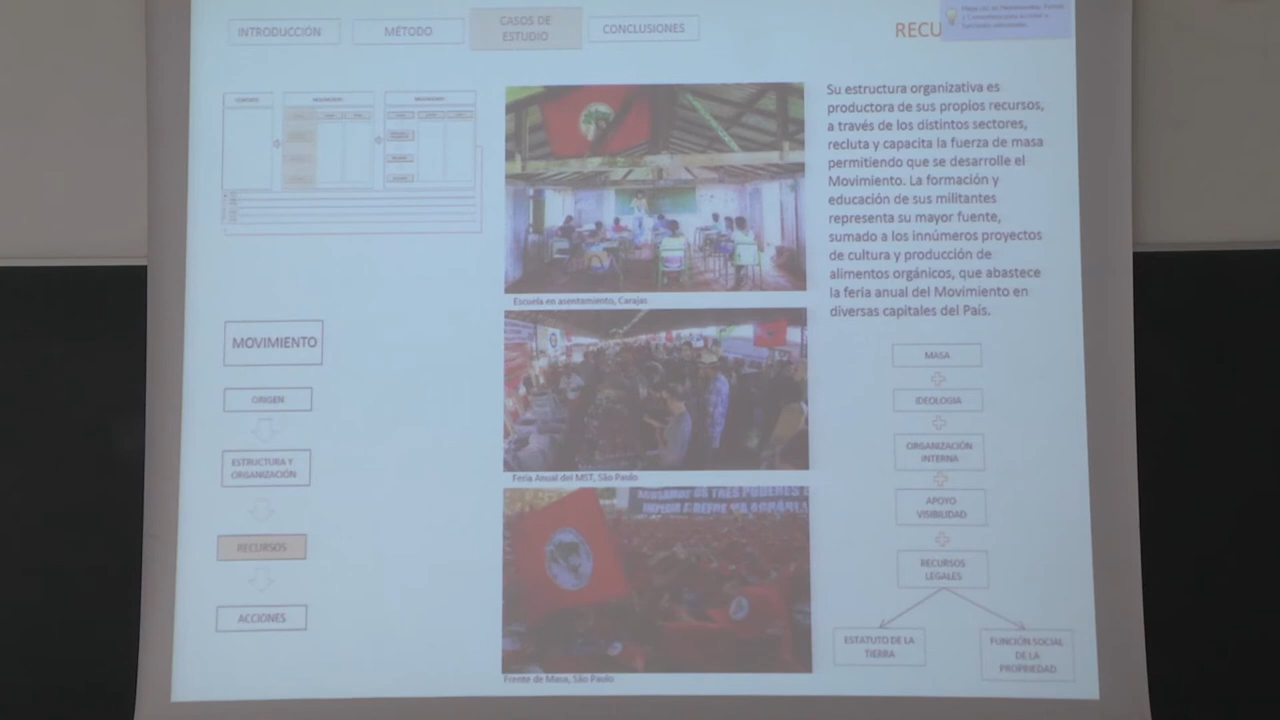 INTRODUCCIÓN
MÉTODO
CASOS DE
ESTUDIO
CONCLUSIONES
RECU
Su estructura organizativa es
productora de sus propios recursos,
a través de los distintos sectores,
recluta y capacita la fuerza de masa
permitiendo que se desarrolle el
Movimiento. La formación y
educación de sus militantes
representa su mayor fuente,
sumado a los innúmeros proyectos
de cultura y producción de
alimentos orgánicos, que abastece
la feria anual del Movimiento en
diversas capitales del País.
Escuela en asentamiento, Carajas
Feria Anual del MST, São Paulo
Frente de Masa, São Paulo
MOVIMIENTO
ORIGEN
ESTRUCTURA Y
ORGANIZACIÓN
RECURSOS
ACCIONES
MASA
IDEOLOGIA
ORGANIZACIÓN
INTERNA
APOYO
VISIBILIDAD
RECURSOS
LEGALES
ESTATUTO DE LA
TIERRA
FUNCIÓN SOCIAL
DE LA
PROPIEDAD